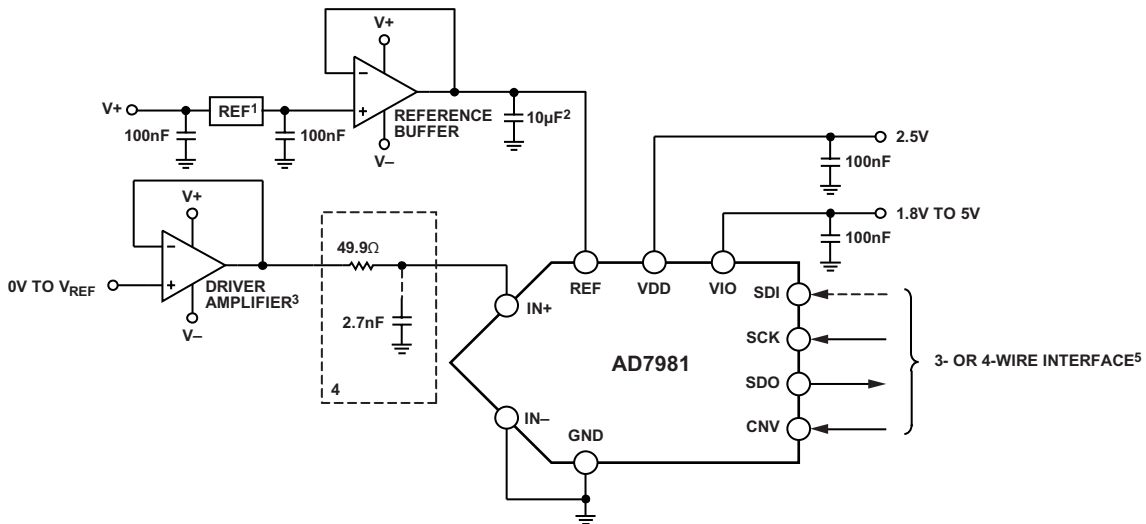 V+
V+
REF¹
100nF
100nF
REFERENCE
BUFFER
V–
10µF²
2.5V
100nF
1.8V TO 5V
100nF
V+
0V TO VREF
DRIVER
AMPLIFIER³
V–
49.9Ω
2.7nF
4
REF
VDD
VIO
IN+
IN–
GND
AD7981
SDI
SCK
SDO
CNV
3- OR 4-WIRE INTERFACE⁵